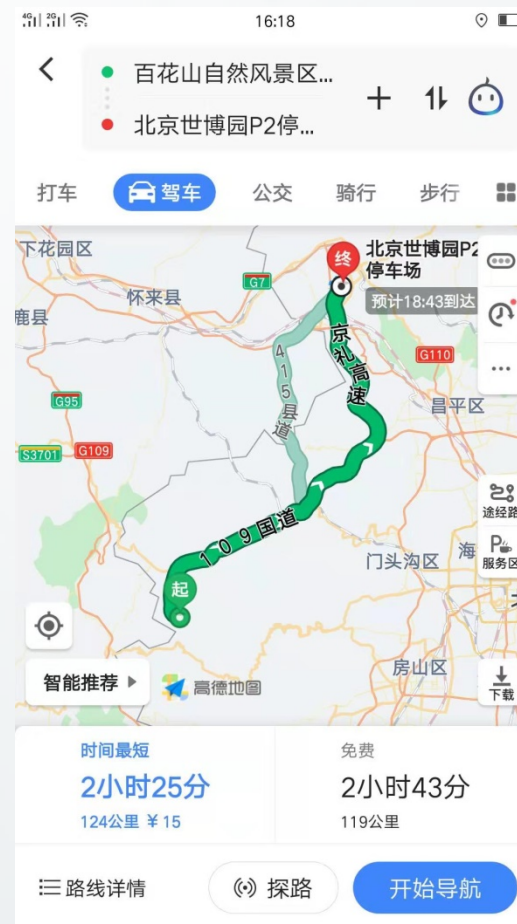 4G 2G
16:18
百花山自然风景区...
北京世博园P2停...
打车
驾车
公交
骑行
步行
下花园区
怀来县
鹿县
G7
终
北京世博园P2
停车场
预计18:43到达
京礼高速
415县道
G110
G95
昌平区
S3701
G109
109国道
途经路
门头沟区
海
P
服务区
起
房山区
智能推荐
高德地图
下载
时间最短
2小时25分
124公里 ¥15
免费
2小时43分
119公里
路线详情
探路
开始导航